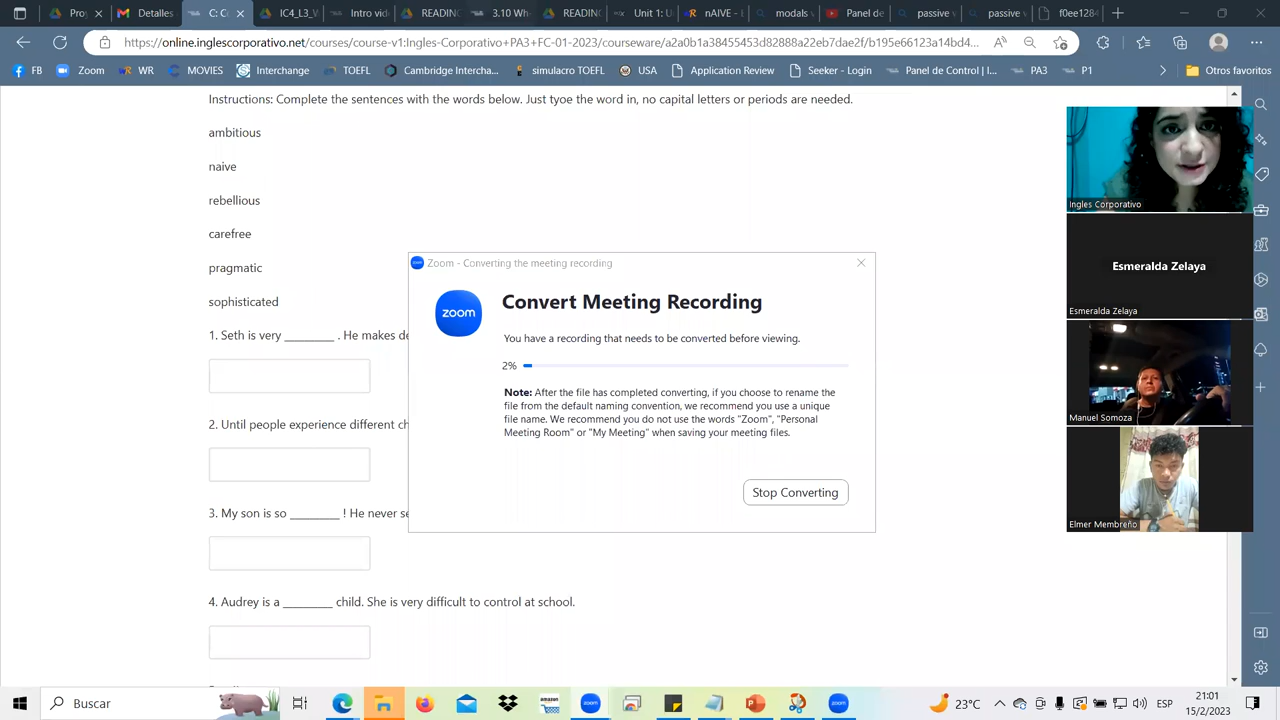 Proy
Detalles
C: C
IC4_L3_V
Intro vide
READING
3.10 Wh
READING
Unit 1: U
nAIVE - E
modals v
Panel de
passive v
passive w
f0ee1284
https://online.inglescorporativo.net/courses/course-v1:Ingles-Corporativo+PA3+FC-01-2023/courseware/a2a0b1a38455453d82888a22eb7dae2f/b195e66123a14bd4...
FB
Zoom
WR
MOVIES
Interchange
TOEFL
Cambridge Intercha...
simulacro TOEFL
USA
Application Review
Seeker - Login
Panel de Control | I...
PA3
P1
Otros favoritos
Instructions: Complete the sentences with the words below. Just tyoe the word in, no capital letters or periods are needed.
ambitious
naive
rebellious
carefree
pragmatic
sophisticated
1. Seth is very ________ . He makes de
2. Until people experience different ch
3. My son is so ________ ! He never se
4. Audrey is a ________ child. She is very difficult to control at school.
Zoom - Converting the meeting recording
zoom
Convert Meeting Recording
You have a recording that needs to be converted before viewing.
2%
Note: After the file has completed converting, if you choose to rename the
file from the default naming convention, we recommend you use a unique
file name. We recommend you do not use the words "Zoom", "Personal
Meeting Room" or "My Meeting" when saving your meeting files.
Stop Converting
Ingles Corporativo
Esmeralda Zelaya
Esmeralda Zelaya
Manuel Somoza
Elmer Membreño
Buscar
23°C
ESP
21:01
15/2/2023